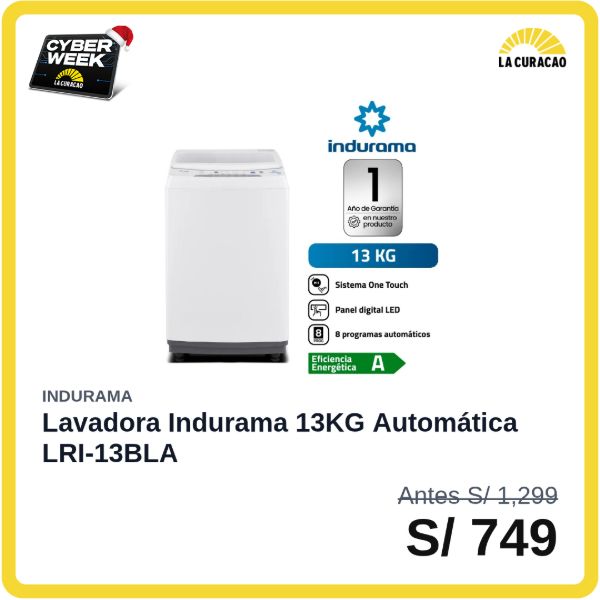 CYBER
WEEK
LA CURACAO
LA CURACAO
indurama
1
Año de Garantía
en nuestro
producto
13 KG
Sistema One Touch
Panel digital LED
8
8 programas automáticos
Eficiencia
Energética
A
INDURAMA
Lavadora Indurama 13KG Automática
LRI-13BLA
Antes S/ 1,299
S/ 749